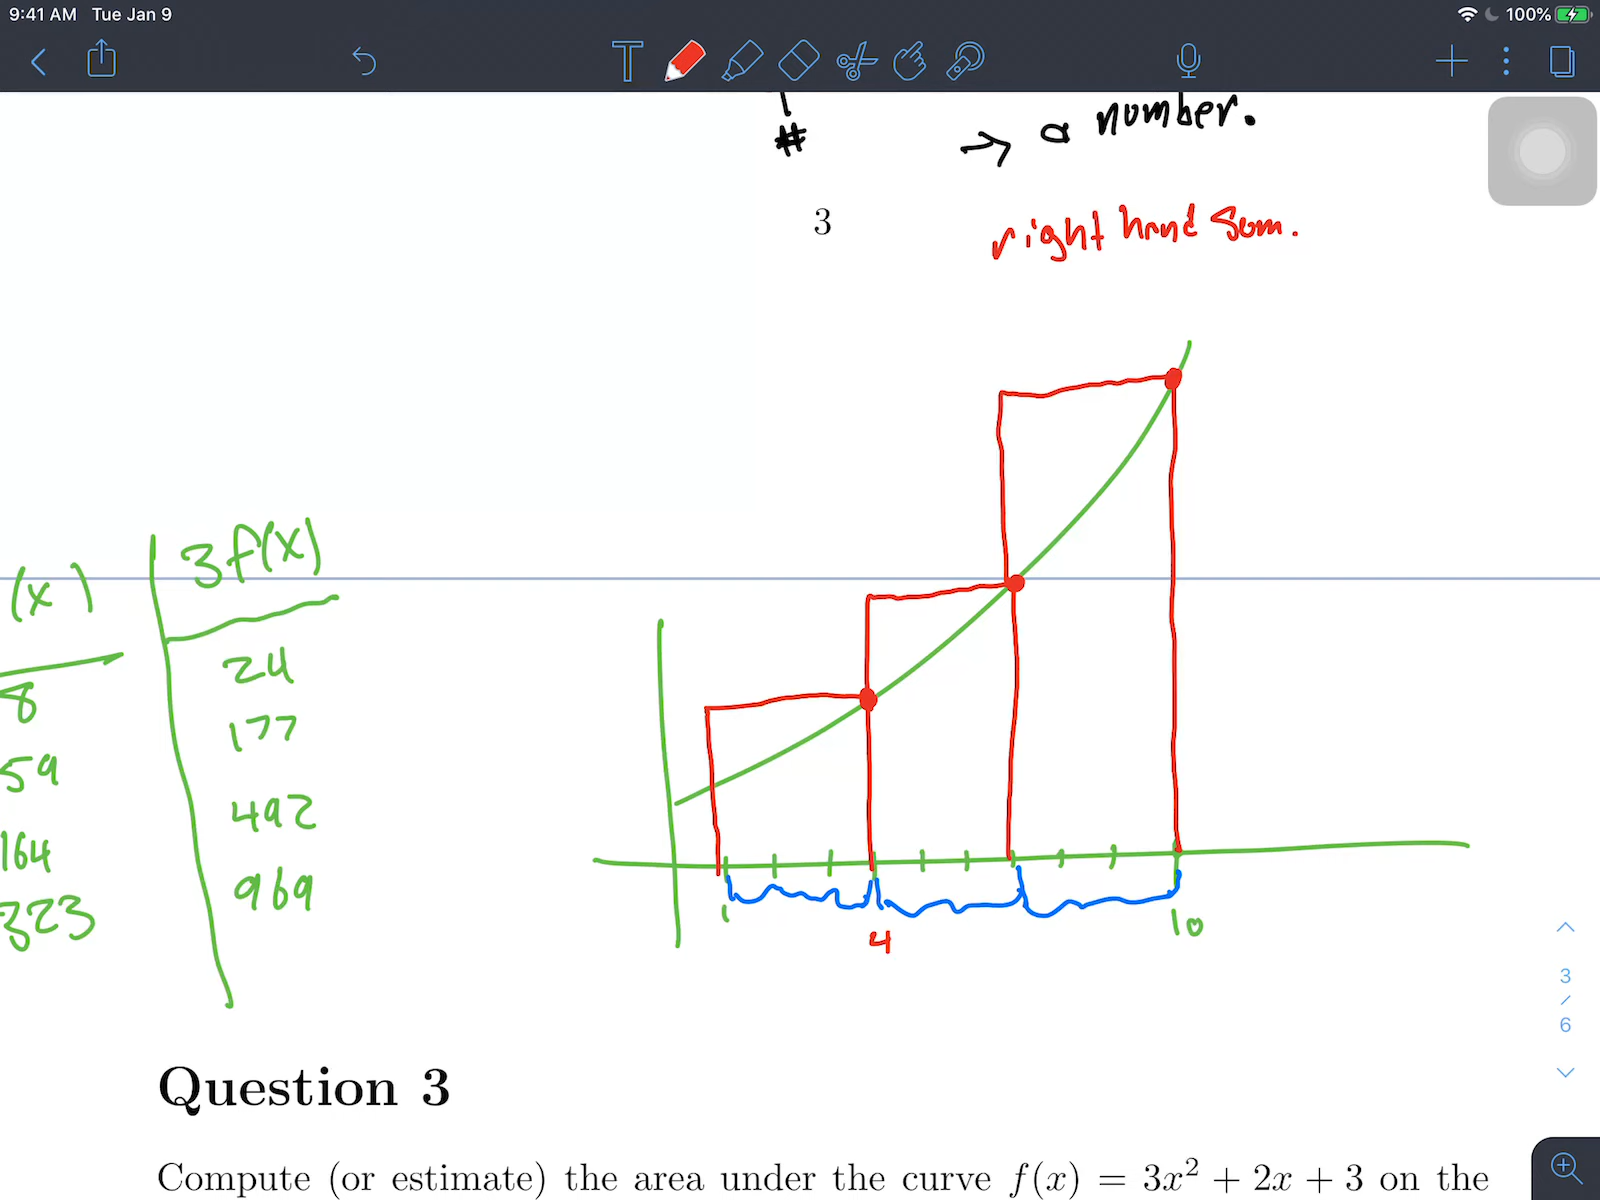 9:41 AM Tue Jan 9 100%
T
#
→ a number.
3
right hand sum.
(x) 3f(x)
8 24
59 177
164 492
323 969
1 4 10
3
/
6
Question 3
Compute (or estimate) the area under the curve f(x) = 3x² + 2x + 3 on the